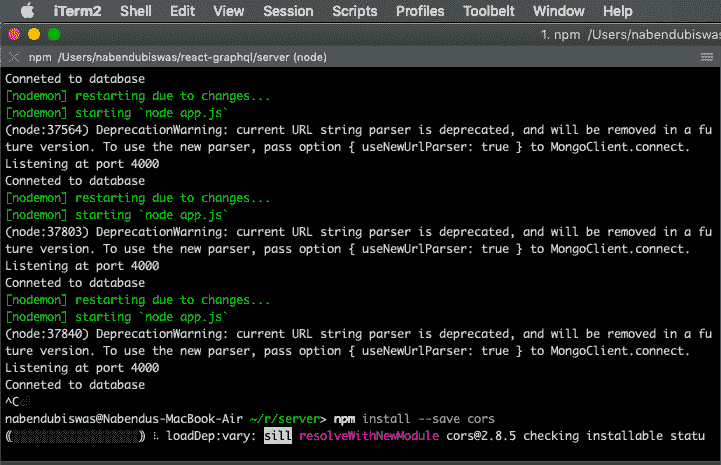 iTerm2 Shell Edit View Session Scripts Profiles Toolbelt Window Help
1. npm /Users/nabendubiswas
npm /Users/nabendubiswas/react-graphql/server (node)
Conneted to database
[nodemon] restarting due to changes...
[nodemon] starting `node app.js`
(node:37564) DeprecationWarning: current URL string parser is deprecated, and will be removed in a fu
ture version. To use the new parser, pass option { useNewUrlParser: true } to MongoClient.connect.
Listening at port 4000
Conneted to database
[nodemon] restarting due to changes...
[nodemon] starting `node app.js`
(node:37803) DeprecationWarning: current URL string parser is deprecated, and will be removed in a fu
ture version. To use the new parser, pass option { useNewUrlParser: true } to MongoClient.connect.
Listening at port 4000
Conneted to database
[nodemon] restarting due to changes...
[nodemon] starting `node app.js`
(node:37840) DeprecationWarning: current URL string parser is deprecated, and will be removed in a fu
ture version. To use the new parser, pass option { useNewUrlParser: true } to MongoClient.connect.
Listening at port 4000
Conneted to database
^C
nabendubiswas@Nabendus-MacBook-Air ~/r/server> npm install --save cors
(░░░░░░░░░░░░░░░░░░) ⠦ loadDep:vary: sill resolveWithNewModule cors@2.8.5 checking installable statu